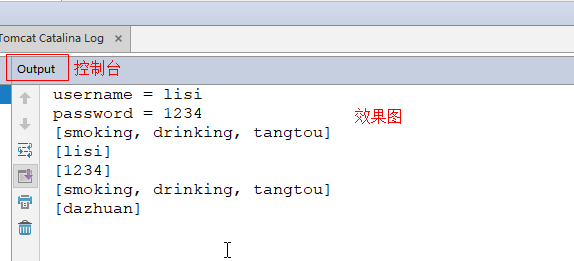 Tomcat Catalina Log ×
Output 控制台
username = lisi
password = 1234
效果图
[smoking, drinking, tangtou]
[lisi]
[1234]
[smoking, drinking, tangtou]
[dazhuan]